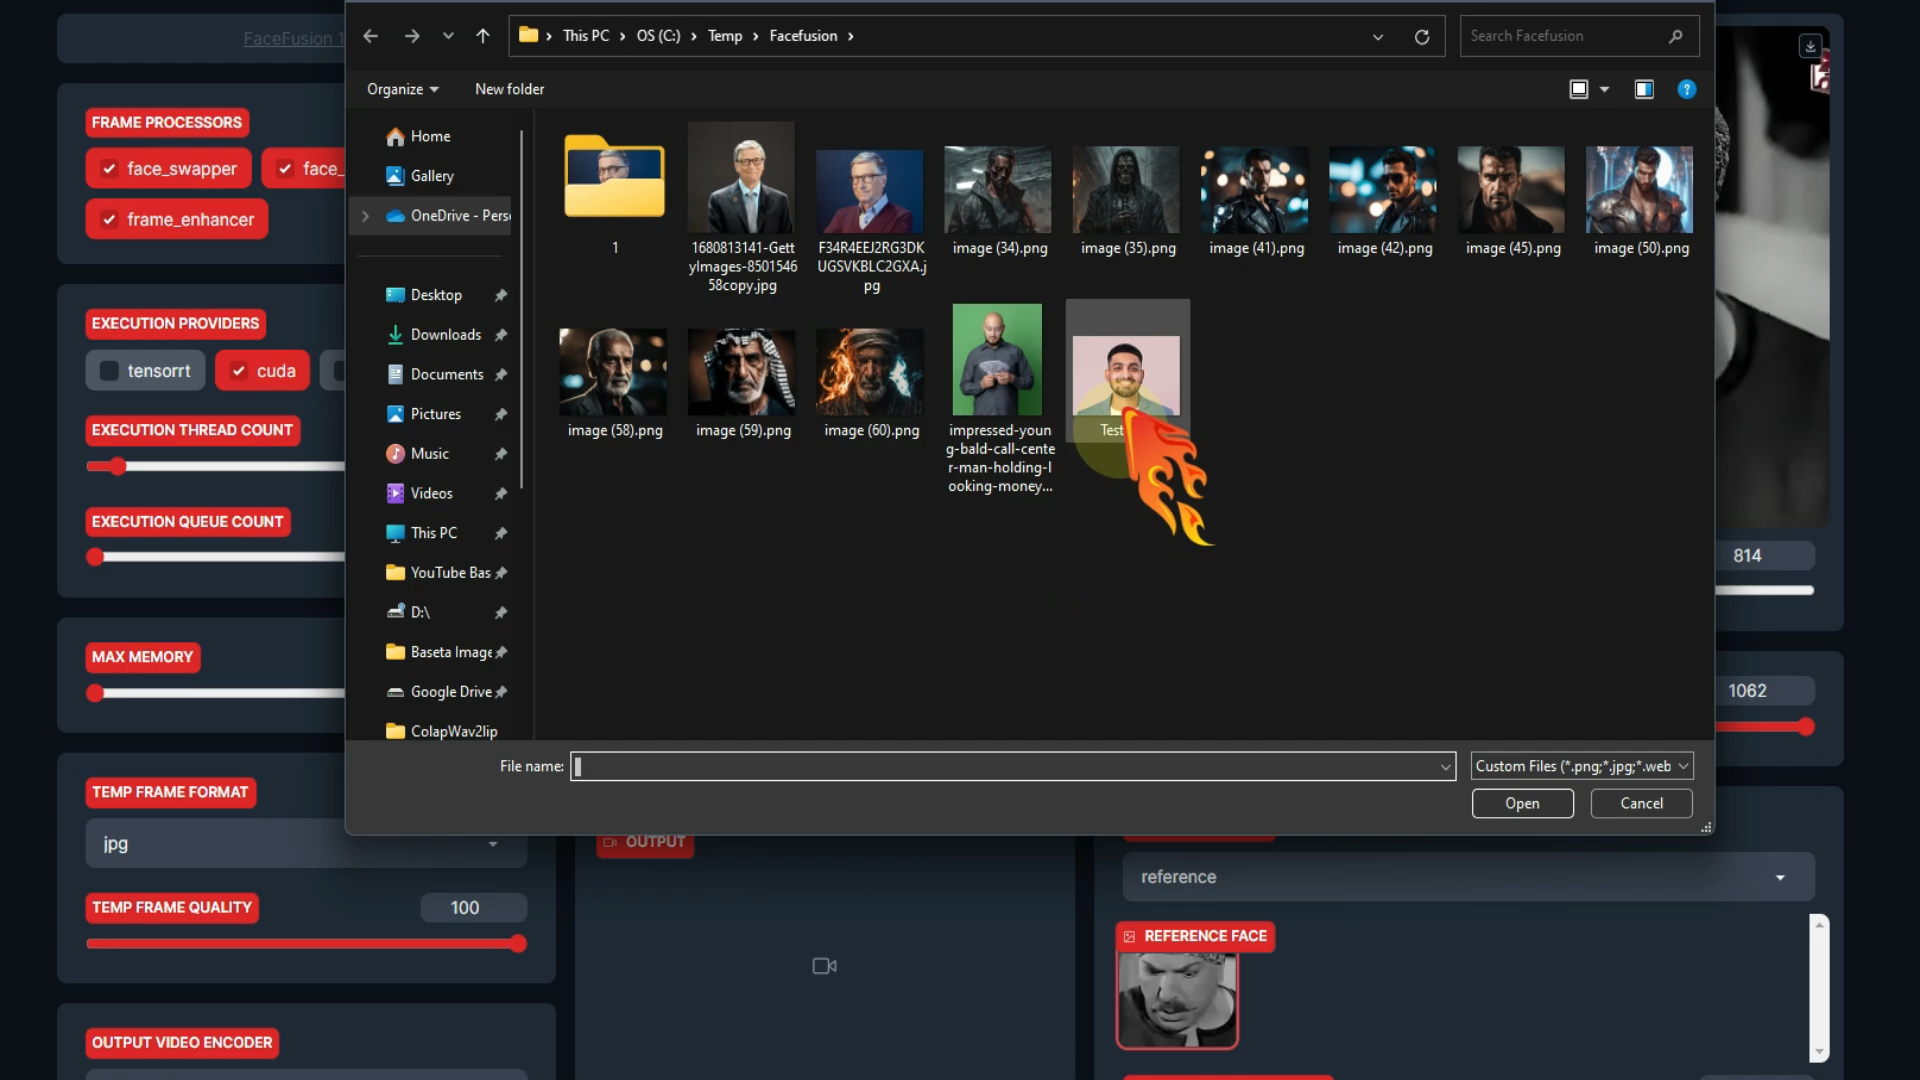 FaceFusion 1
FRAME PROCESSORS
face_swapper
face_
frame_enhancer
EXECUTION PROVIDERS
tensorrt
cuda
EXECUTION THREAD COUNT
EXECUTION QUEUE COUNT
MAX MEMORY
TEMP FRAME FORMAT
jpg
TEMP FRAME QUALITY
100
OUTPUT VIDEO ENCODER
This PC
OS (C:)
Temp
Facefusion
Search Facefusion
Organize
New folder
Home
Gallery
OneDrive - Pers
Desktop
Downloads
Documents
Pictures
Music
Videos
This PC
YouTube Bas
D:\
Baseta Image
Google Drive
ColapWav2lip
1
1680813141-Gett
yImages-8501546
58copy.jpg
F34R4EEJ2RG3DK
UGSVKBLC2GXA.j
pg
image (34).png
image (35).png
image (41).png
image (42).png
image (45).png
image (50).png
image (58).png
image (59).png
image (60).png
impressed-youn
g-bald-call-cente
r-man-holding-l
ooking-money...
Test
File name:
Custom Files (*.png;*.jpg;*.web
Open
Cancel
OUTPUT
814
1062
reference
REFERENCE FACE